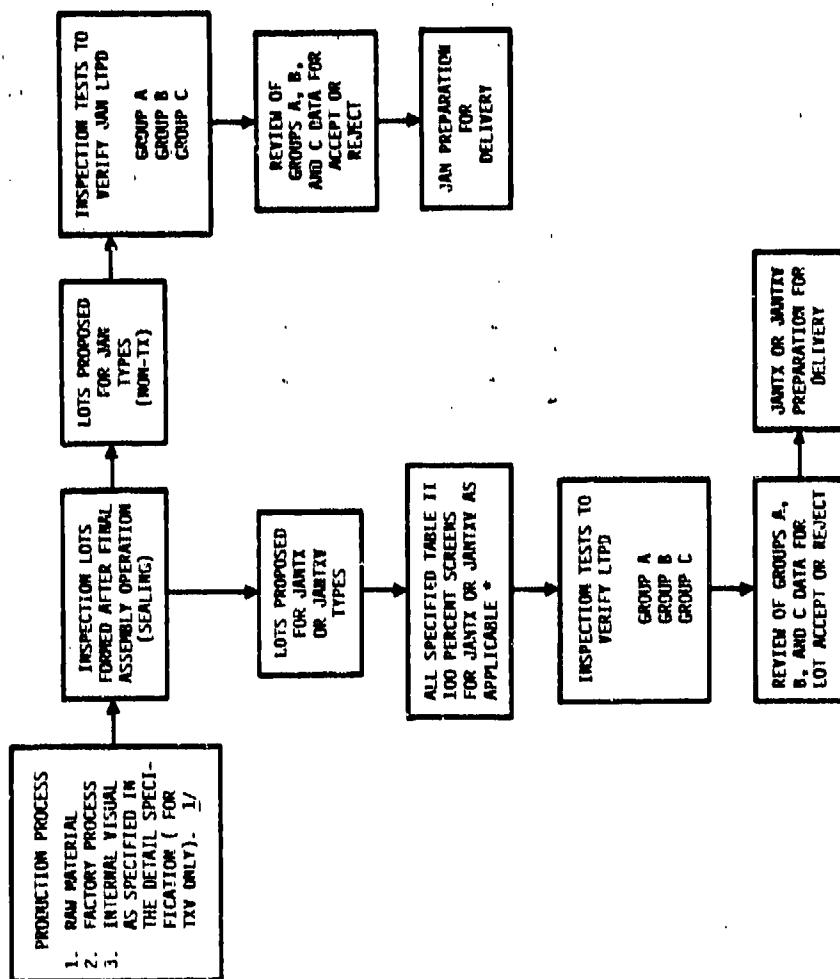 PRODUCTION PROCESS
1. RAW MATERIAL
2. FACTORY PROCESS
3. INTERNAL VISUAL
AS SPECIFIED IN
THE DETAIL SPECI-
FICATION ( FOR
TXV ONLY). 1/
INSPECTION LOTS
FORMED AFTER FINAL
ASSEMBLY OPERATION
(SEALING)
LOTS PROPOSED
FOR JAN
TYPES
(NON-TX)
INSPECTION TESTS TO
VERIFY JAN LTPD
GROUP A
GROUP B
GROUP C
REVIEW OF
GROUPS A, B,
AND C DATA FOR
ACCEPT OR
REJECT
JAN PREPARATION
FOR
DELIVERY
LOTS PROPOSED
FOR JANTX
OR JANTXV
TYPES
ALL SPECIFIED TABLE II
100 PERCENT SCREENS
FOR JANTX OR JANTXV AS
APPLICABLE *
INSPECTION TESTS TO
VERIFY LTPD
GROUP A
GROUP B
GROUP C
REVIEW OF GROUPS A,
B, AND C DATA FOR
LOT ACCEPT OR REJECT
JANTX OR JANTXV
PREPARATION FOR
DELIVERY